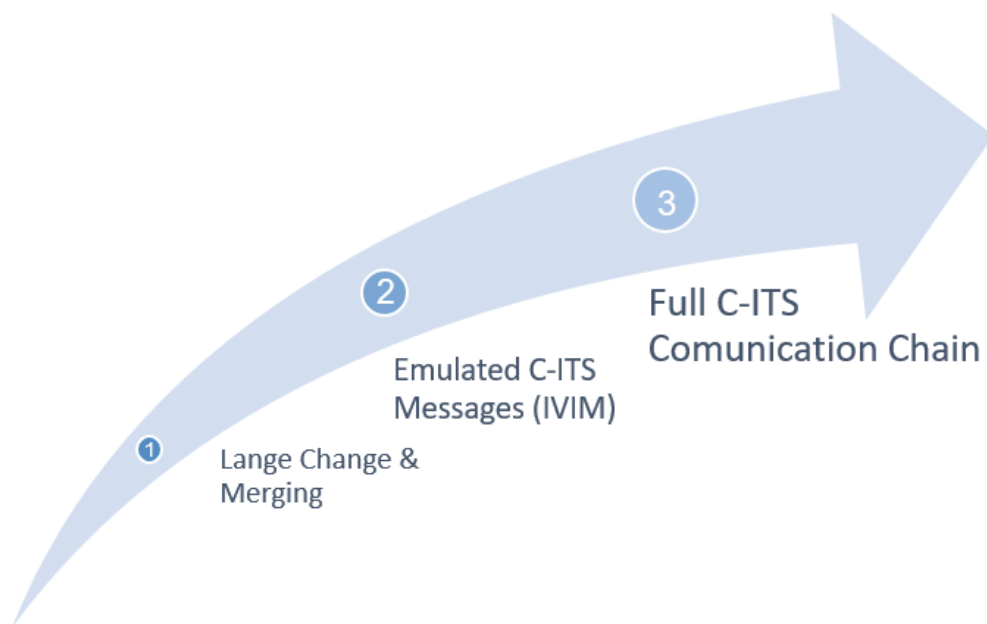 1
Lange Change &
Merging
2
Emulated C-ITS
Messages (IVIM)
3
Full C-ITS
Comunication Chain